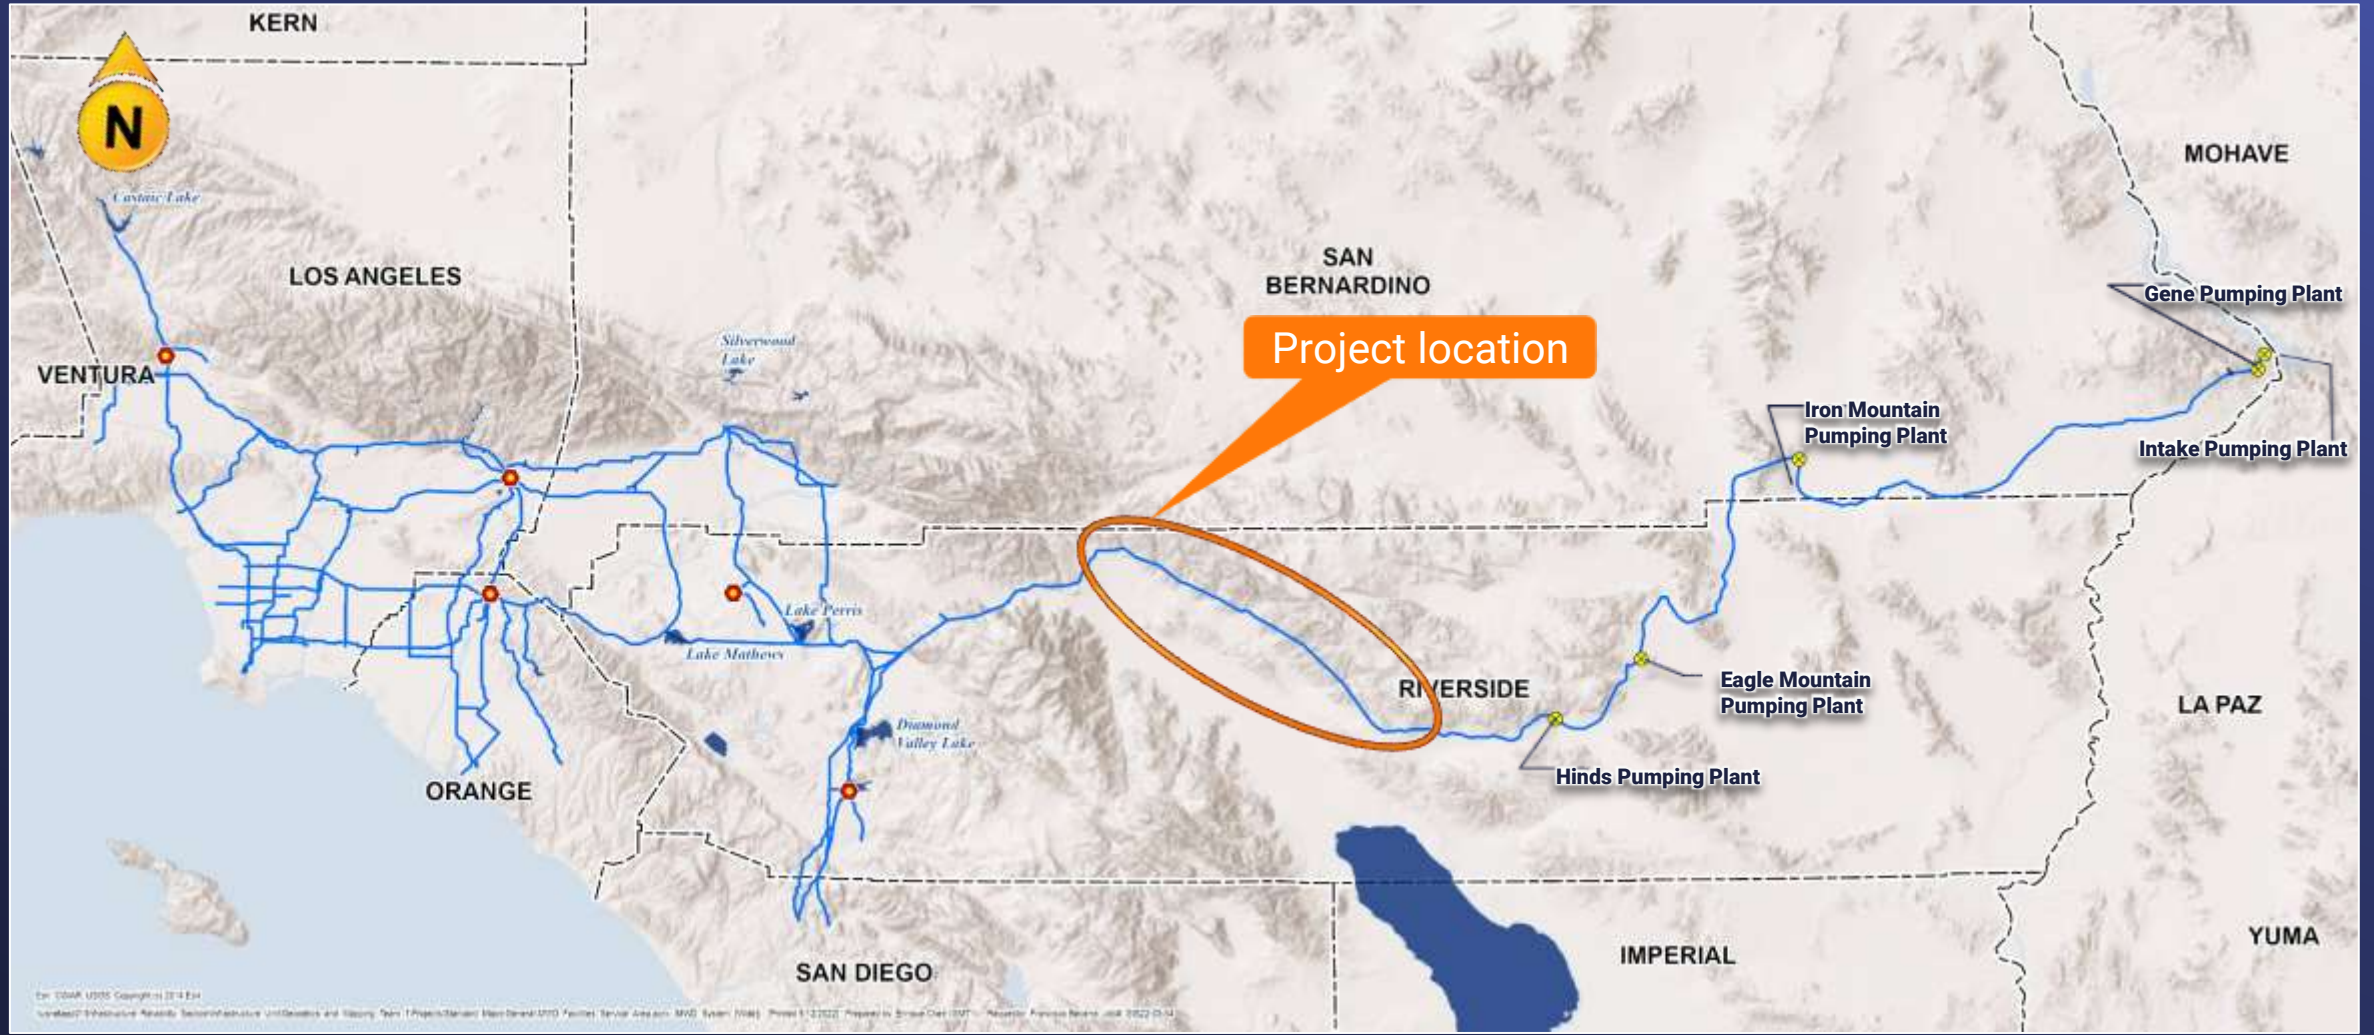 KERN
N
MOHAVE
Castaic Lake
LOS ANGELES
SAN
BERNARDINO
Gene Pumping Plant
Silverwood
Lake
Project location
VENTURA
Iron Mountain
Pumping Plant
Intake Pumping Plant
Lake Perris
Lake Mathews
RIVERSIDE
Eagle Mountain
Pumping Plant
LA PAZ
Diamond
Valley Lake
Hinds Pumping Plant
ORANGE
YUMA
IMPERIAL
SAN DIEGO